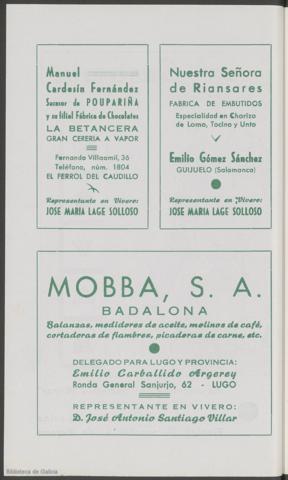 Manuel
Cardesín Fernández
Sucesor de POUPARIÑA
y su filial Fábrica de Chocolates
LA BETANCERA
GRAN CERERIA A VAPOR
Fernando Villaamil, 36
Teléfono, núm. 1804
EL FERROL DEL CAUDILLO
Representante en Vivero:
JOSE MARIA LAGE SOLLOSO
Nuestra Señora
de Riansares
FABRICA DE EMBUTIDOS
Especialidad en Chorizo
de Lomo, Tocino y Unto
Emilio Gómez Sánchez
GUIJUELO (Salamanca)
Representante en Vivero:
JOSE MARIA LAGE SOLLOSO
MOBBA, S. A.
BADALONA
Balanzas, medidores de aceite, molinos de café,
cortadoras de fiambres, picadoras de carne, etc.
DELEGADO PARA LUGO Y PROVINCIA:
Emilio Carballido Argerey
Ronda General Sanjurjo, 62 - LUGO
REPRESENTANTE EN VIVERO:
D. José Antonio Santiago Villar
Biblioteca de Galicia